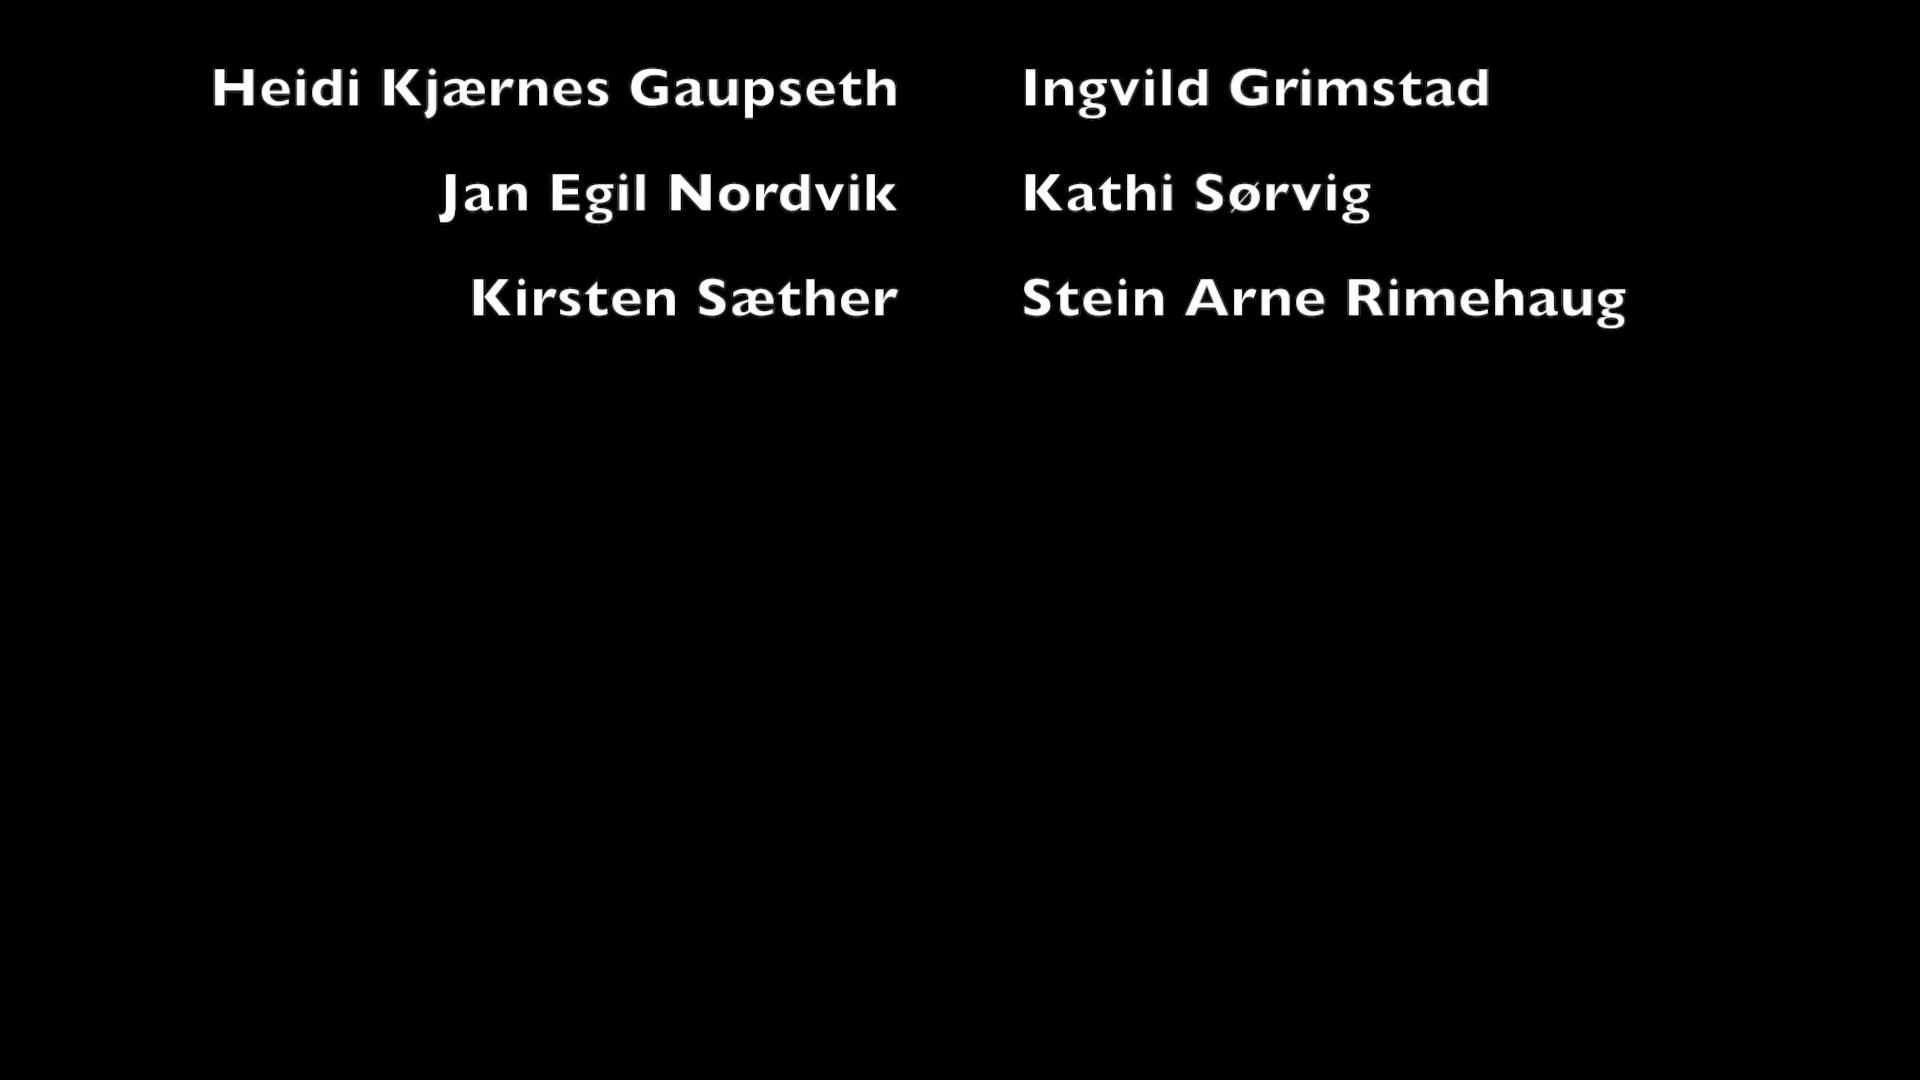 Heidi Kjærnes Gaupseth Ingvild Grimstad
Jan Egil Nordvik Kathi Sørvig
Kirsten Sæther Stein Arne Rimehaug